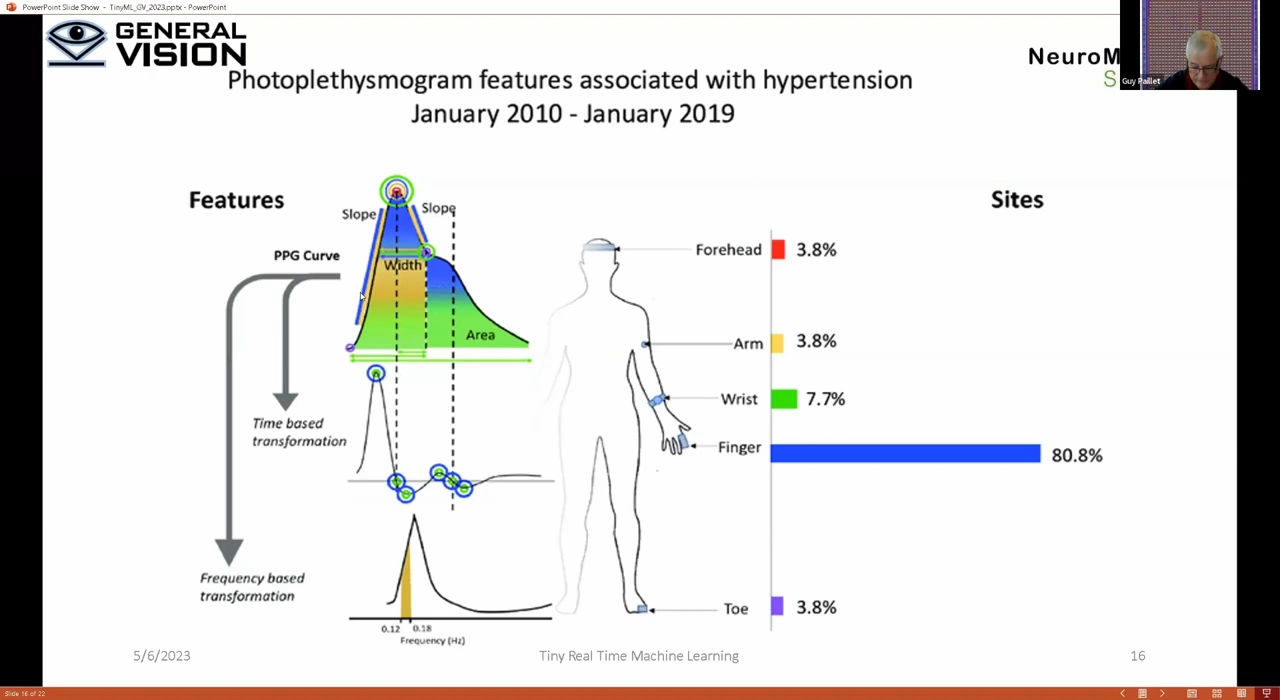 PowerPoint Slide Show - TinyML_GV_2023.pptx - PowerPoint
GENERAL
VISION
Guy Paillet
Photoplethysmogram features associated with hypertension
January 2010 - January 2019
Features
Sites
Slope
Slope
PPG Curve
Width
Area
Time based
transformation
Frequency based
transformation
0.12
0.18
Frequency (Hz)
Forehead
3.8%
Arm
3.8%
Wrist
7.7%
Finger
80.8%
Toe
3.8%
5/6/2023
Tiny Real Time Machine Learning
16
Slide 16 of 22